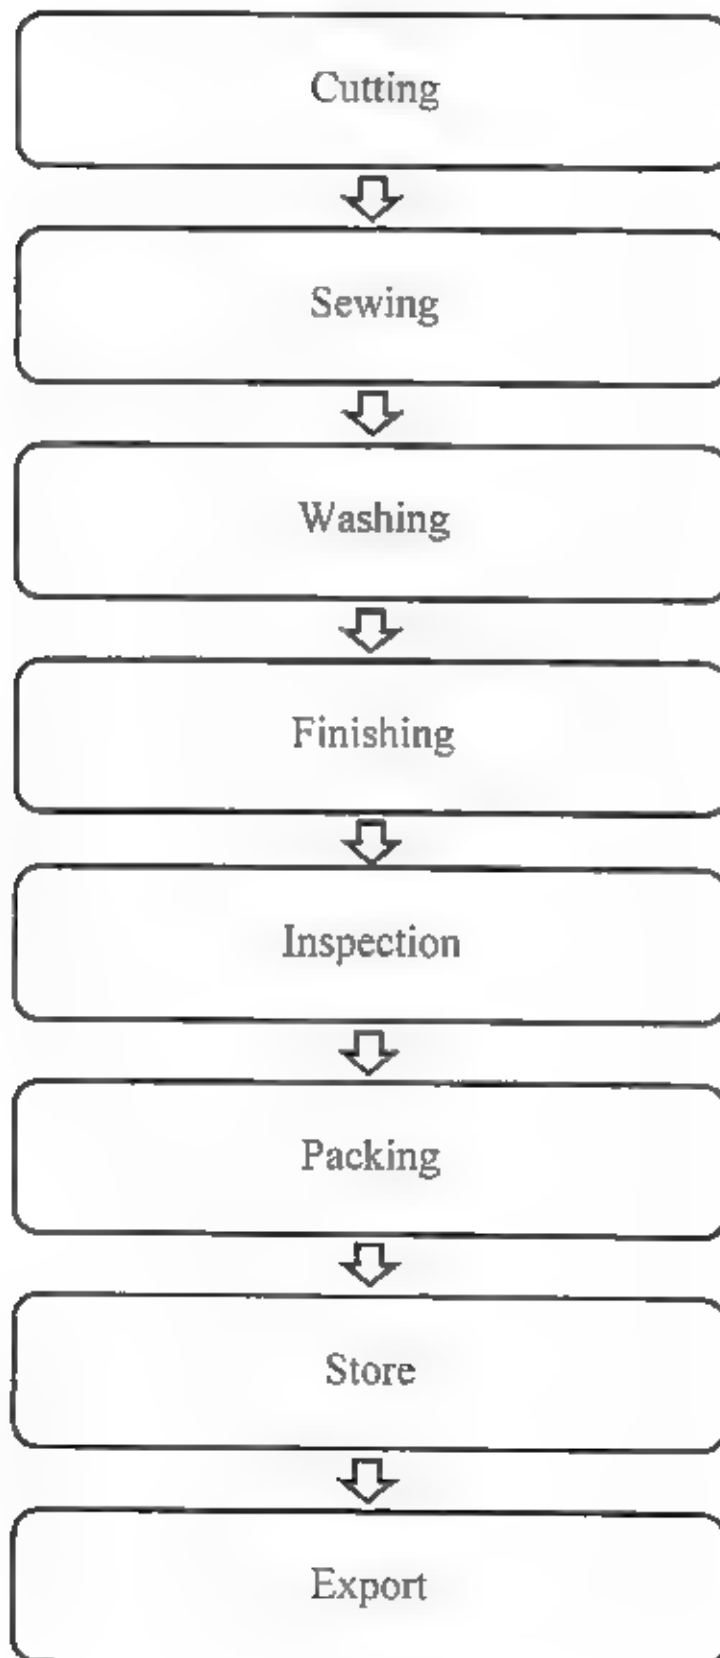 Cutting
Sewing
Washing
Finishing
Inspection
Packing
Store
Export